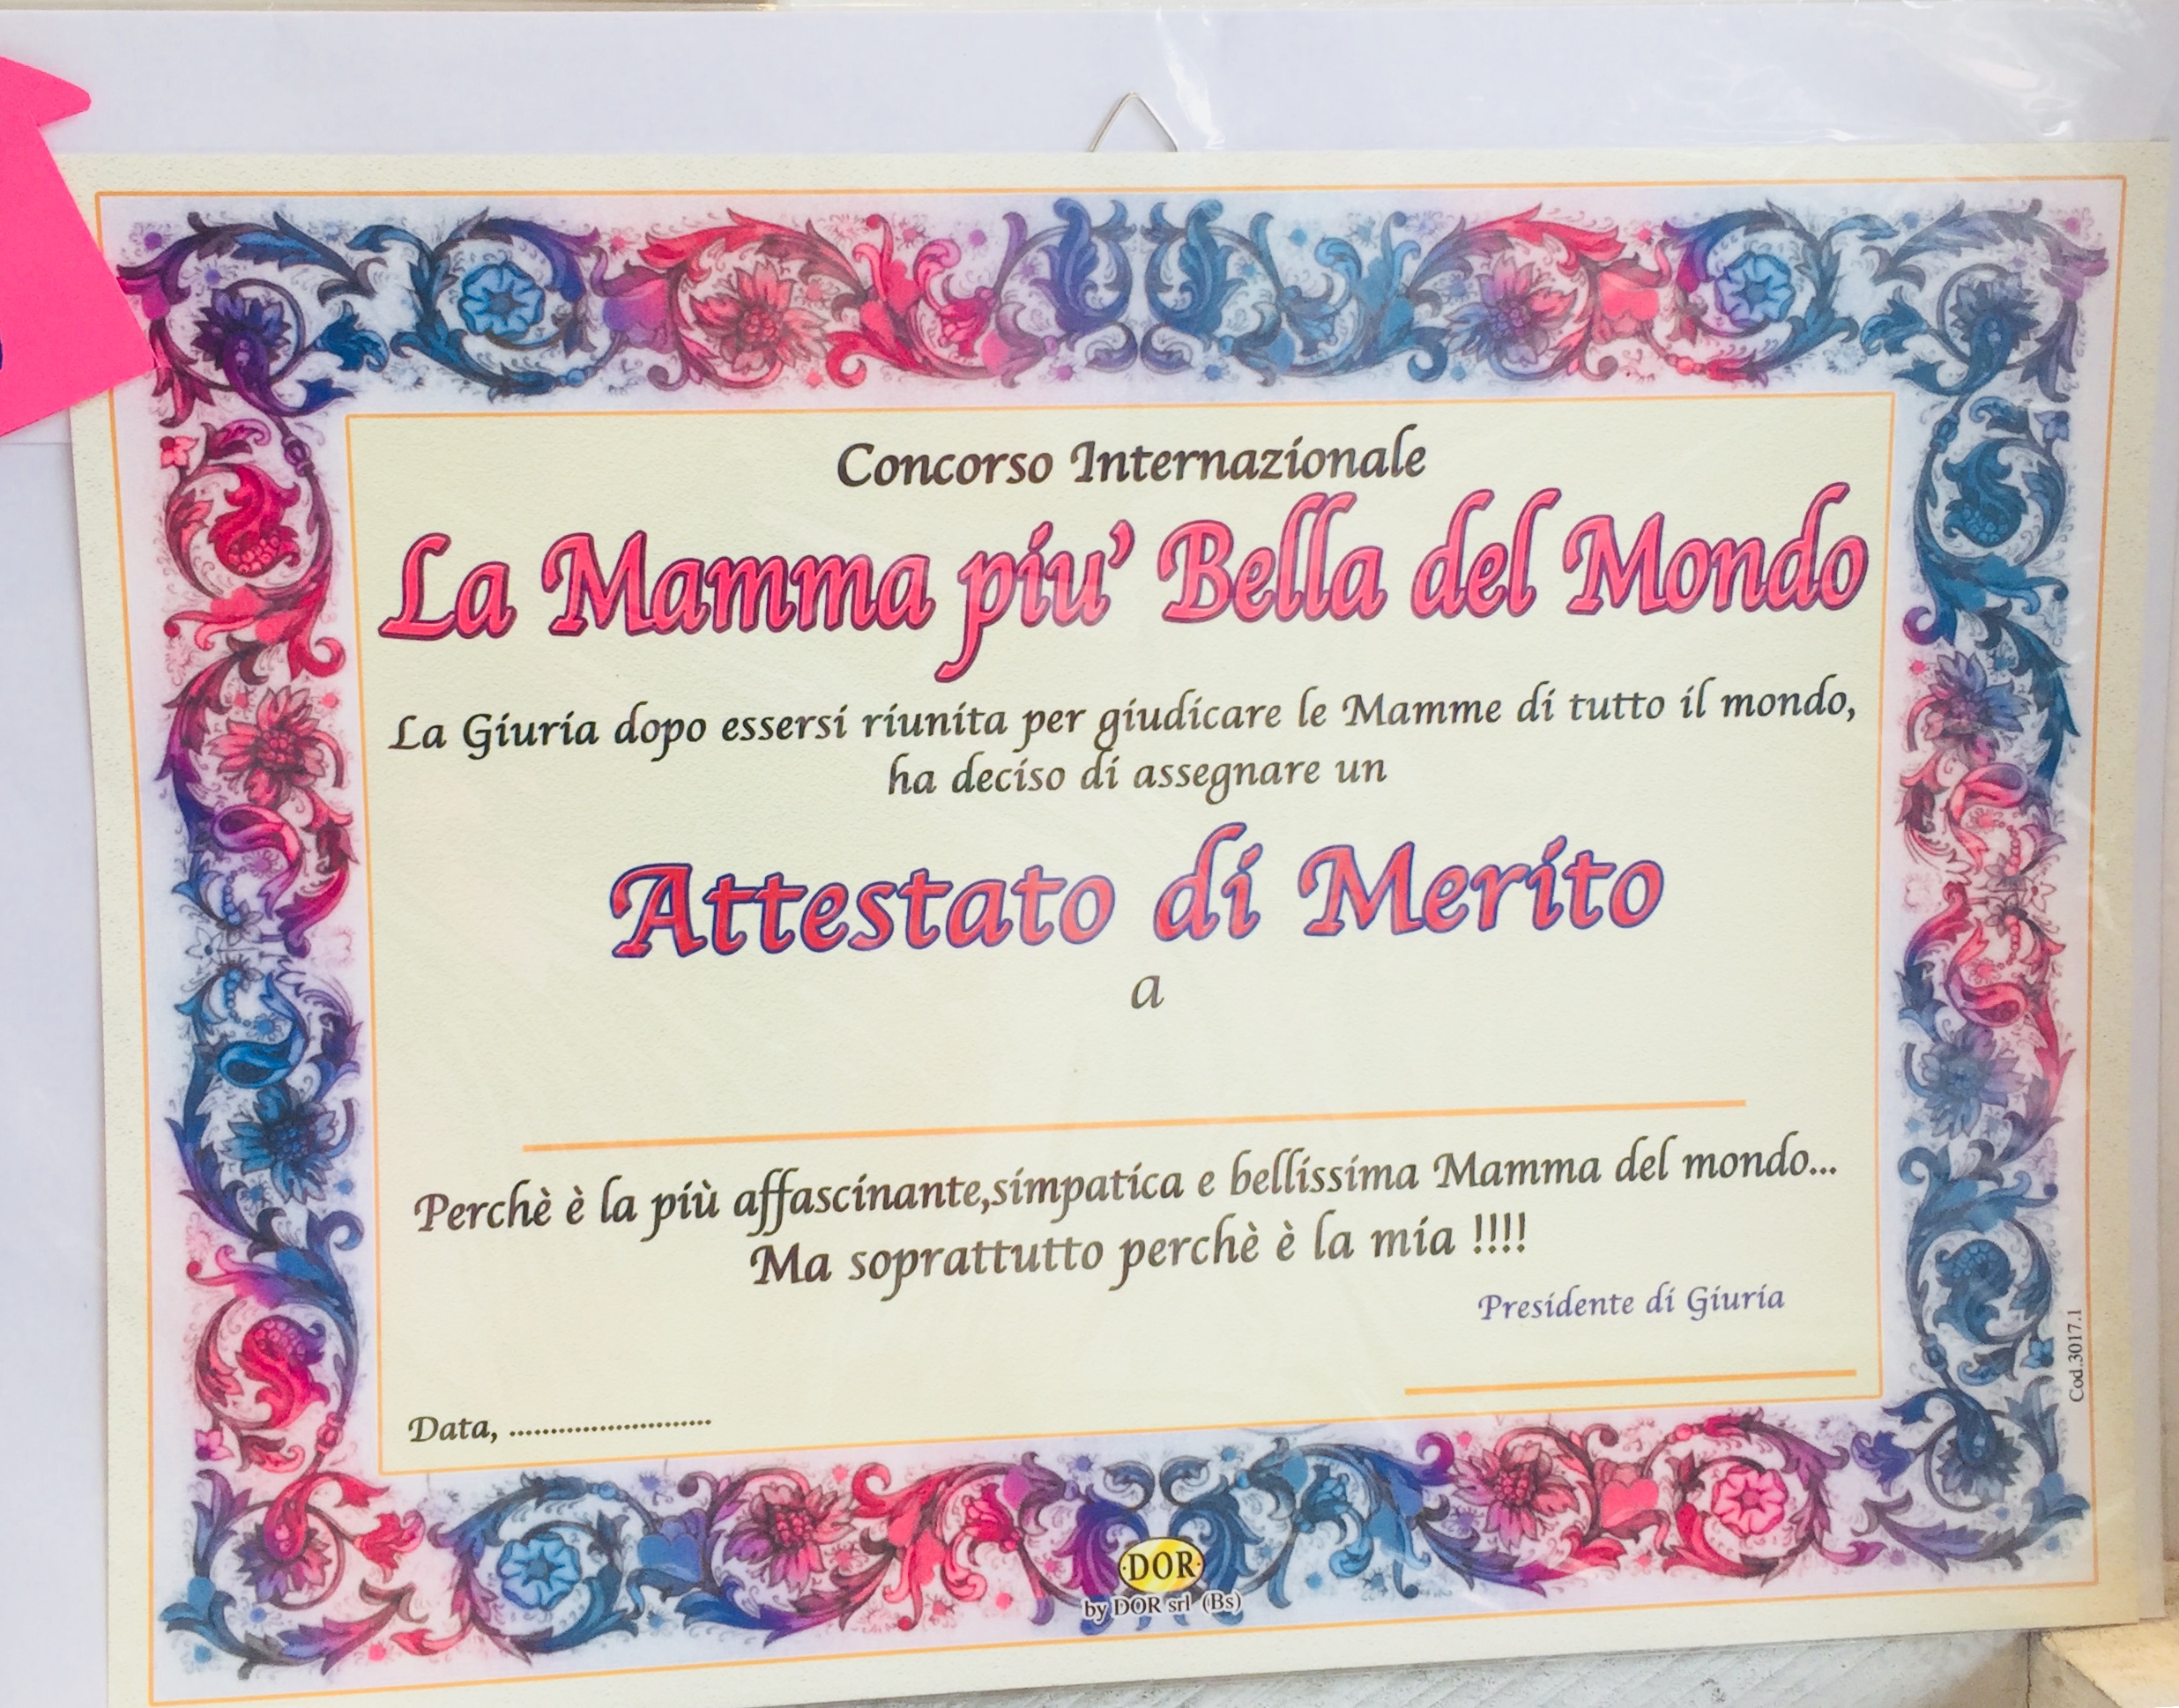 Concorso Internazionale
La Mamma piu' Bella del Mondo
La Giuria dopo essersi riunita per giudicare le Mamme di tutto il mondo,
ha deciso di assegnare un
Attestato di Merito
a
Perchè è la più affascinante,simpatica e bellissima Mamma del mondo...
Ma soprattutto perchè è la mia !!!!
Presidente di Giuria
Data, .........................
Cod.3017.1
·DOR·
by DOR srl (Bs)